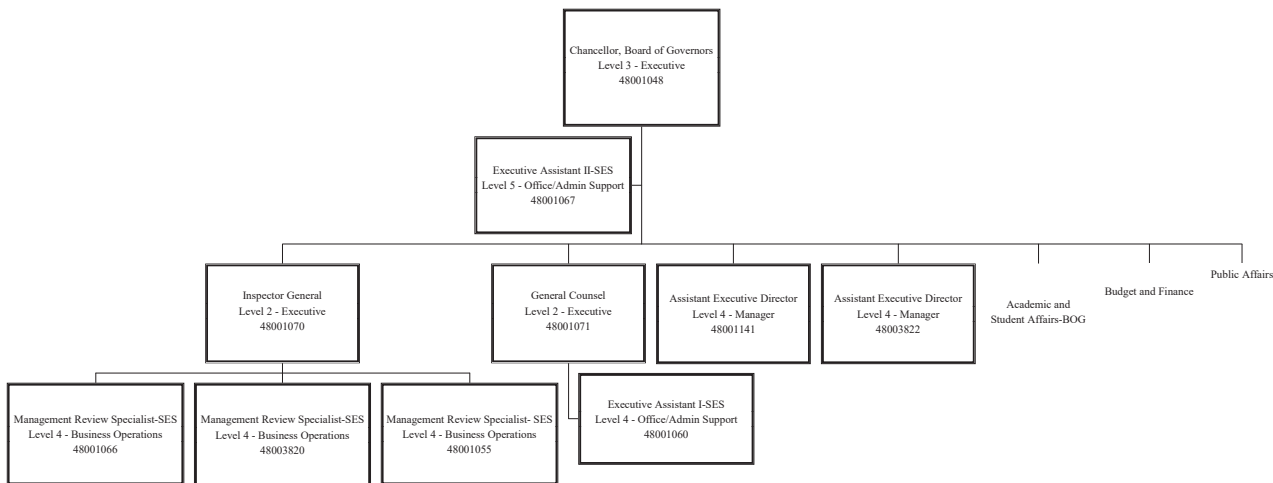 Chancellor, Board of Governors
Level 3 - Executive
48001048
Executive Assistant II-SES
Level 5 - Office/Admin Support
48001067
Inspector General
Level 2 - Executive
48001070
General Counsel
Level 2 - Executive
48001071
Assistant Executive Director
Level 4 - Manager
48001141
Assistant Executive Director
Level 4 - Manager
48003822
Academic and
Student Affairs-BOG
Budget and Finance
Public Affairs
Management Review Specialist-SES
Level 4 - Business Operations
48001066
Management Review Specialist-SES
Level 4 - Business Operations
48003820
Management Review Specialist- SES
Level 4 - Business Operations
48001055
Executive Assistant I-SES
Level 4 - Office/Admin Support
48001060